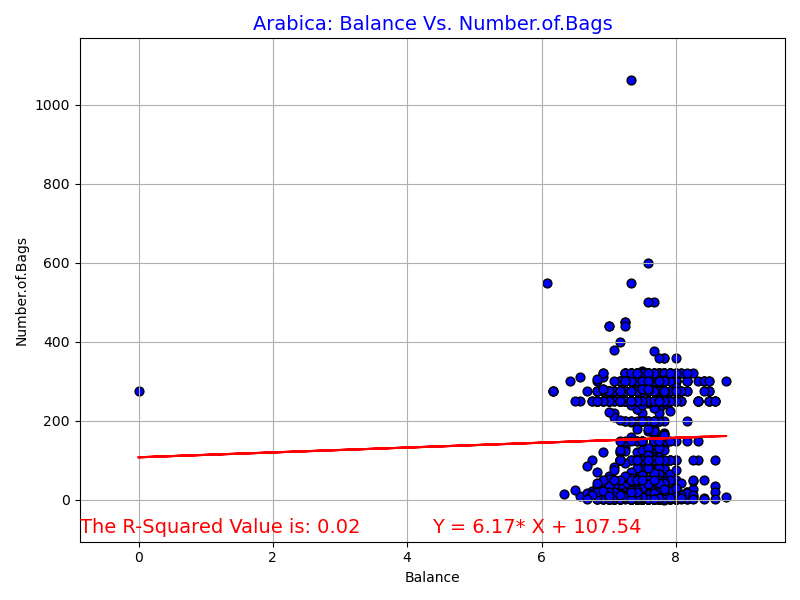 Arabica: Balance Vs. Number.of.Bags
Number.of.Bags
1000
800
600
400
200
0
The R-Squared Value is: 0.02
Y = 6.17* X + 107.54
0 2 4 6 8
Balance